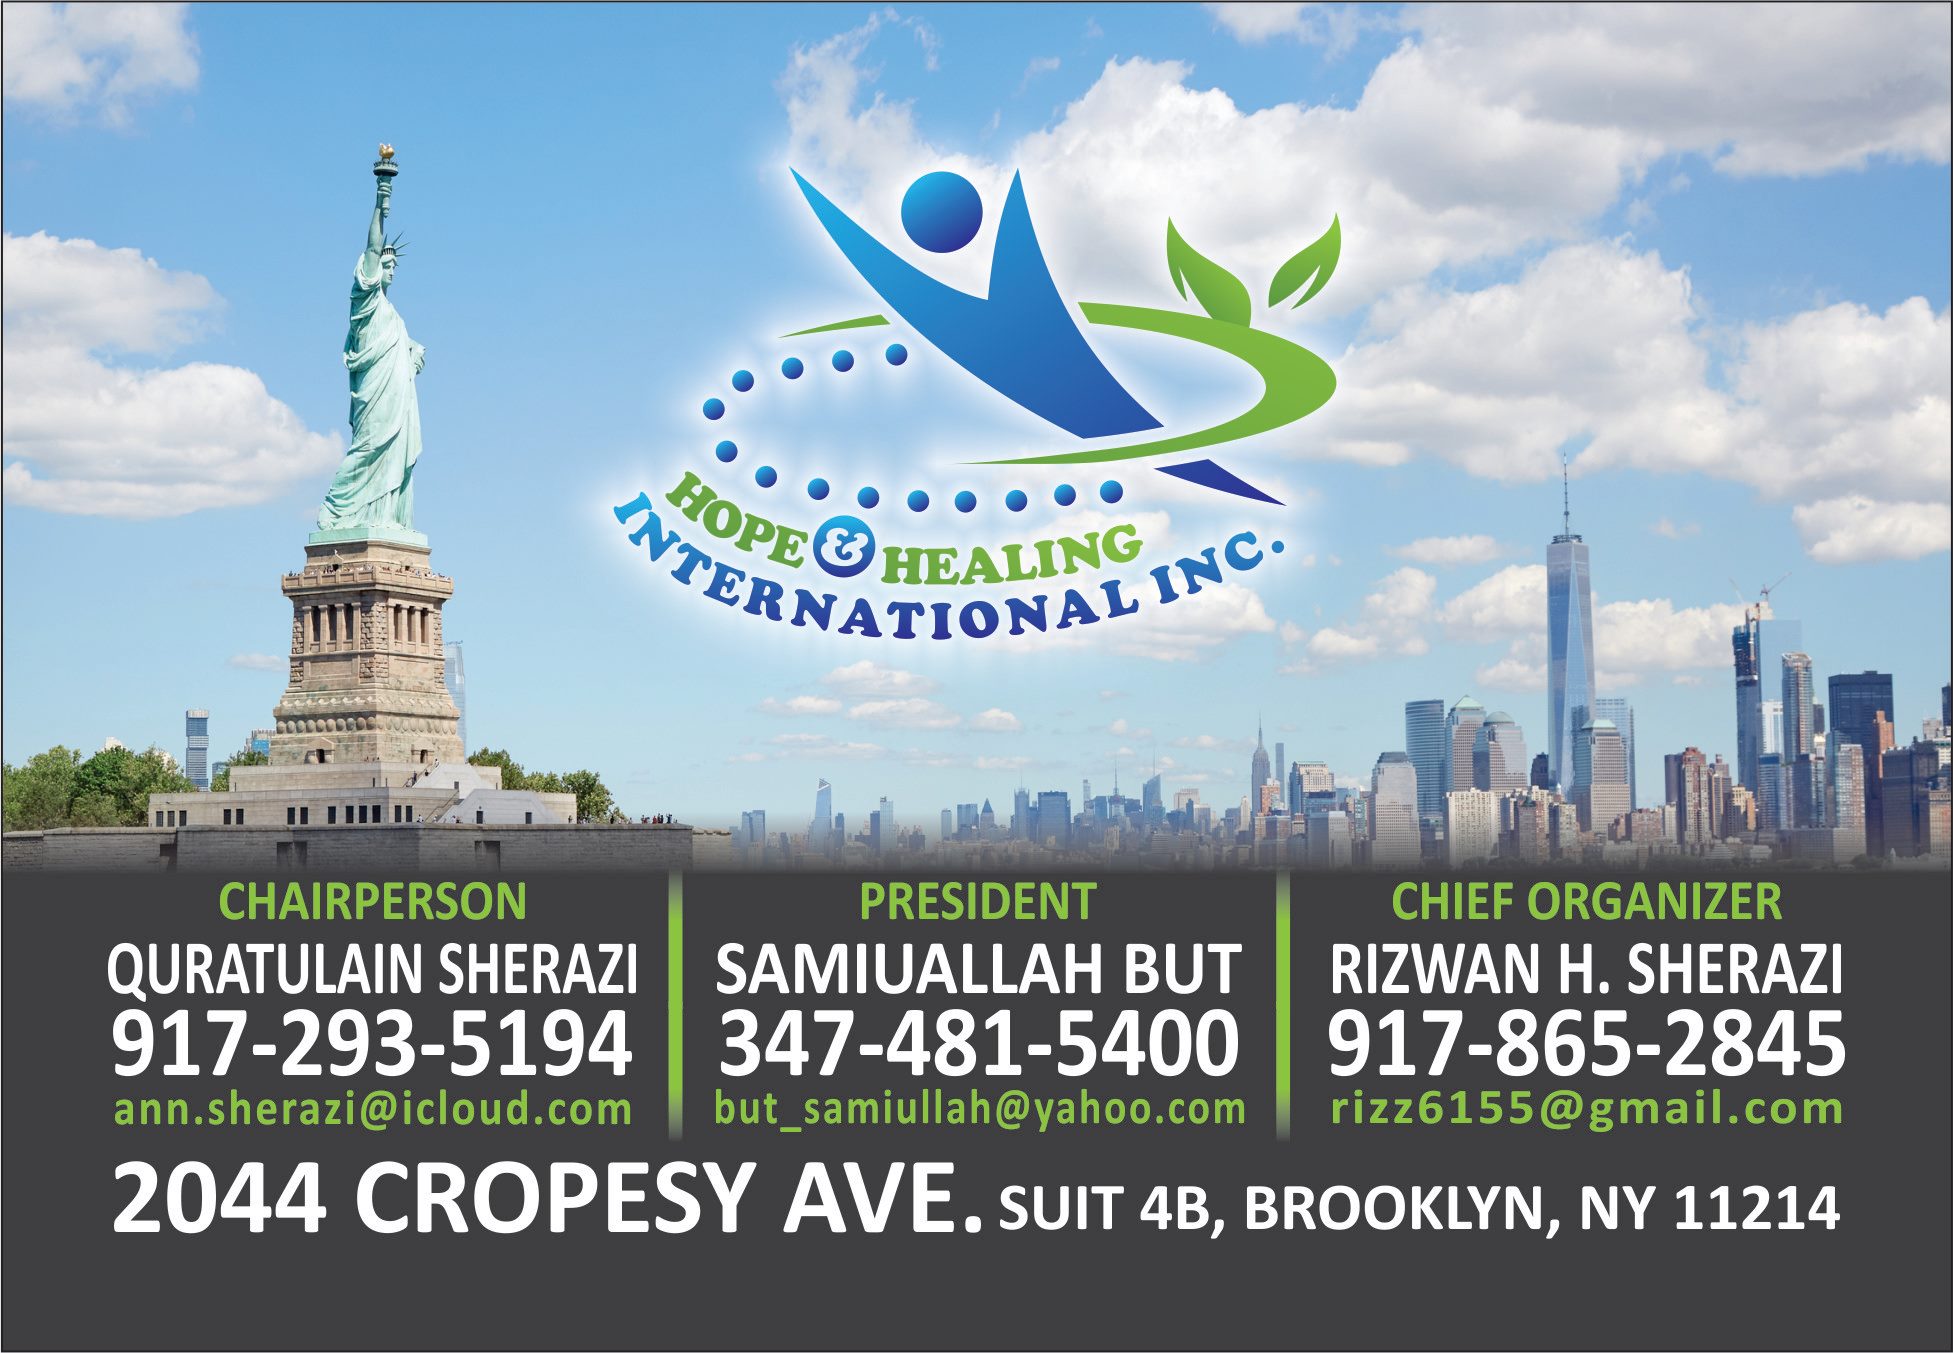 HOPE & HEALING
INTERNATIONAL INC.
CHAIRPERSON
QURATULAIN SHERAZI
917-293-5194
ann.sherazi@icloud.com
PRESIDENT
SAMIUALLAH BUT
347-481-5400
but_samiullah@yahoo.com
CHIEF ORGANIZER
RIZWAN H. SHERAZI
917-865-2845
rizz6155@gmail.com
2044 CROPESY AVE. SUIT 4B, BROOKLYN, NY 11214